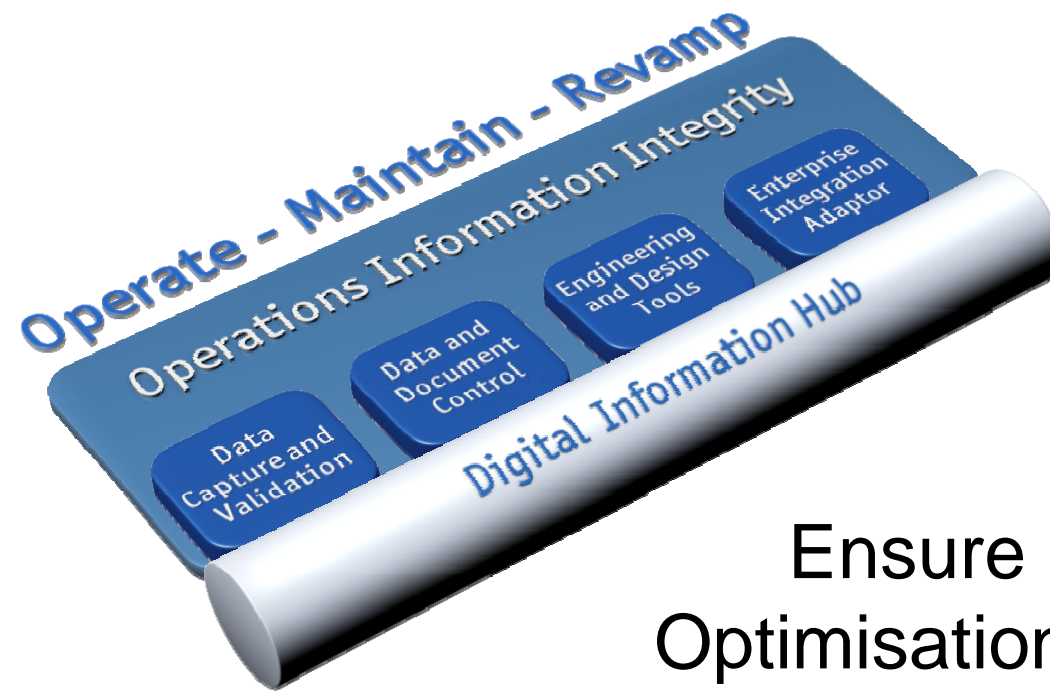 Operate - Maintain - Revamp
Operations Information Integrity
Data
Capture and
Validation
Data and
Document
Control
Engineering
and Design
Tools
Enterprise
Integration
Adaptor
Digital Information Hub
Ensure
Optimisation